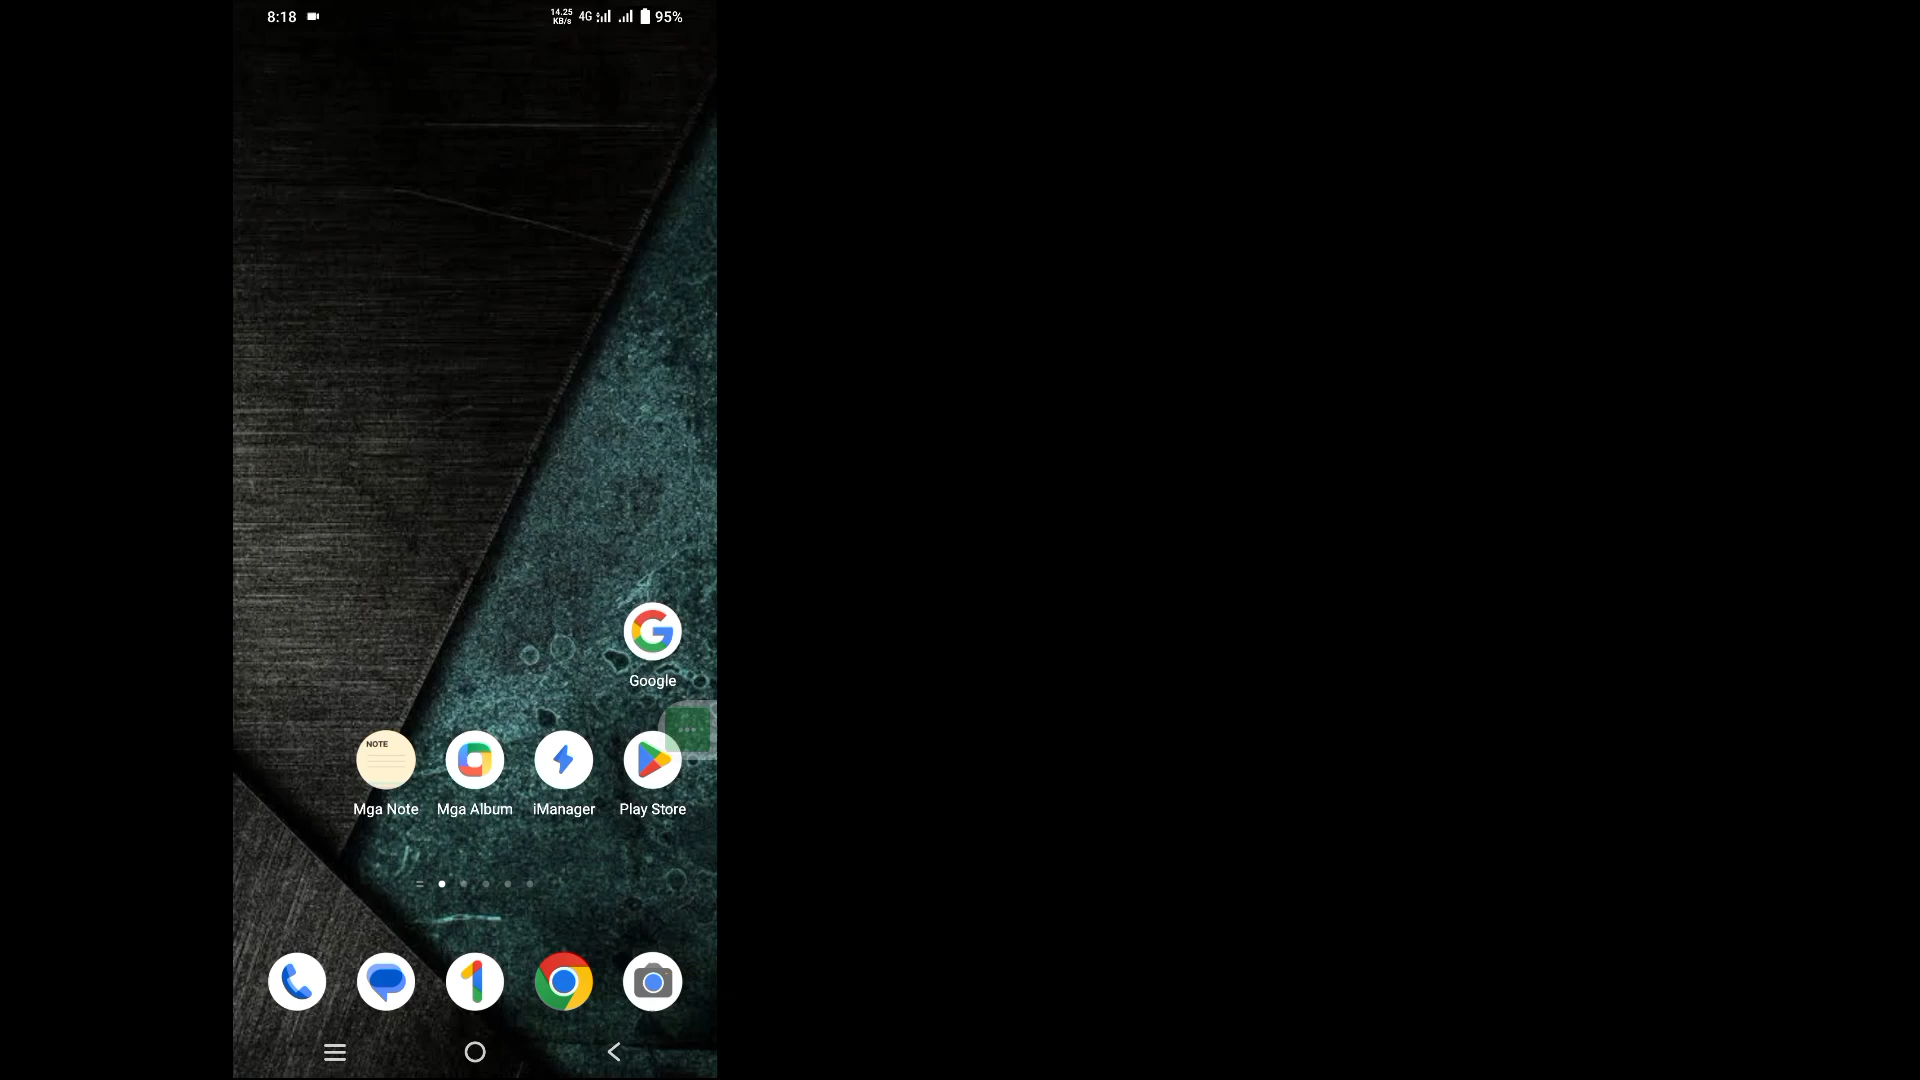 8:18 14.25 KB/s 4G 95%
Google
NOTE
Mga Note Mga Album iManager Play Store